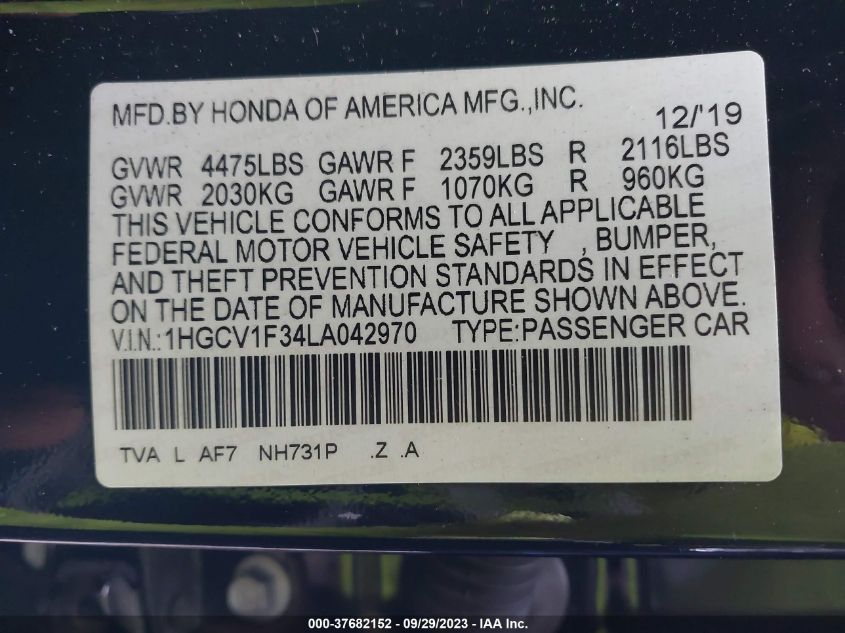 MFD.BY HONDA OF AMERICA MFG.,INC.
12/'19
GVWR 4475LBS GAWR F 2359LBS R 2116LBS
GVWR 2030KG GAWR F 1070KG R 960KG
THIS VEHICLE CONFORMS TO ALL APPLICABLE
FEDERAL MOTOR VEHICLE SAFETY , BUMPER,
AND THEFT PREVENTION STANDARDS IN EFFECT
ON THE DATE OF MANUFACTURE SHOWN ABOVE.
V.I.N.:1HGCV1F34LA042970 TYPE:PASSENGER CAR
TVA L AF7 NH731P .Z .A
000-37682152 - 09/29/2023 - IAA Inc.